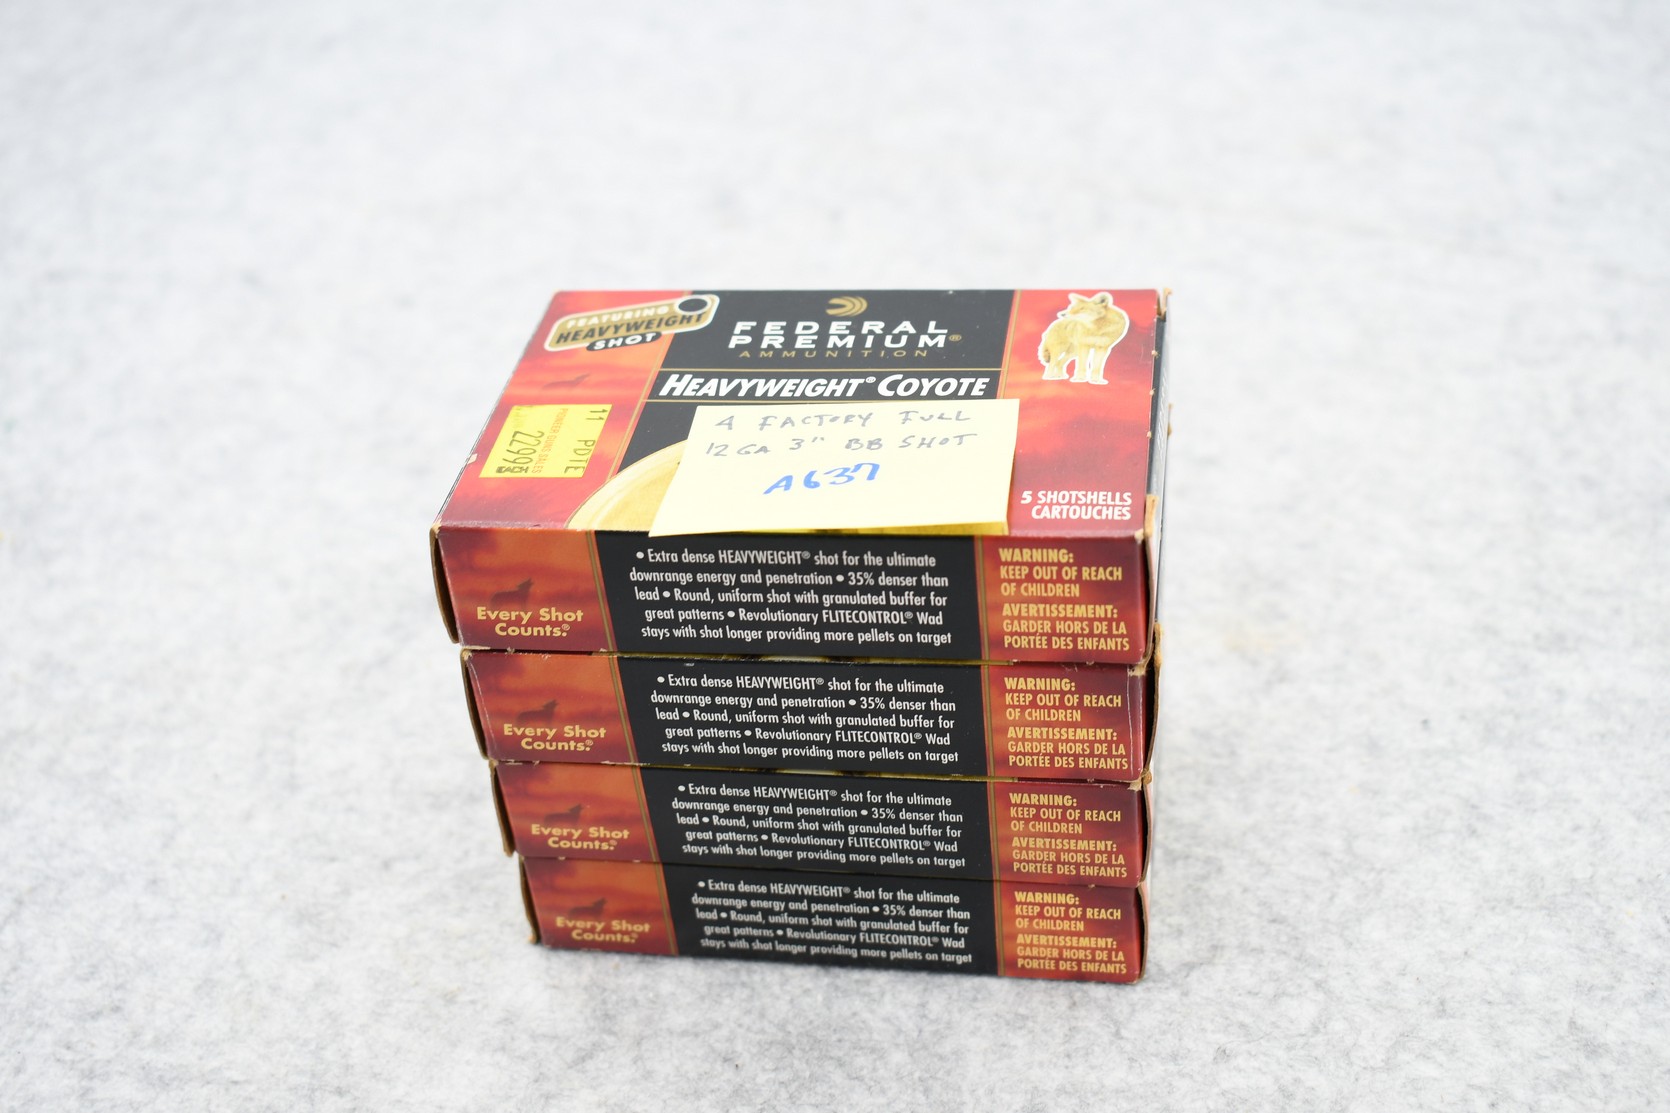 FEATURING
HEAVYWEIGHT
SHOT
FEDERAL
PREMIUM®
AMMUNITION
HEAVYWEIGHT® COYOTE
11 PDTE
PIONEER GUNS SALES
2299
4 FACTORY FULL
12 GA 3" BB SHOT
A637
5 SHOTSHELLS
CARTOUCHES
Every Shot
Counts.®
• Extra dense HEAVYWEIGHT® shot for the ultimate
downrange energy and penetration • 35% denser than
lead • Round, uniform shot with granulated buffer for
great patterns • Revolutionary FLITECONTROL® Wad
stays with shot longer providing more pellets on target
WARNING:
KEEP OUT OF REACH
OF CHILDREN
AVERTISSEMENT:
GARDER HORS DE LA
PORTÉE DES ENFANTS
Every Shot
Counts.®
• Extra dense HEAVYWEIGHT® shot for the ultimate
downrange energy and penetration • 35% denser than
lead • Round, uniform shot with granulated buffer for
great patterns • Revolutionary FLITECONTROL® Wad
stays with shot longer providing more pellets on target
WARNING:
KEEP OUT OF REACH
OF CHILDREN
AVERTISSEMENT:
GARDER HORS DE LA
PORTÉE DES ENFANTS
Every Shot
Counts.®
• Extra dense HEAVYWEIGHT® shot for the ultimate
downrange energy and penetration • 35% denser than
lead • Round, uniform shot with granulated buffer for
great patterns • Revolutionary FLITECONTROL® Wad
stays with shot longer providing more pellets on target
WARNING:
KEEP OUT OF REACH
OF CHILDREN
AVERTISSEMENT:
GARDER HORS DE LA
PORTÉE DES ENFANTS
Every Shot
Counts.®
• Extra dense HEAVYWEIGHT® shot for the ultimate
downrange energy and penetration • 35% denser than
lead • Round, uniform shot with granulated buffer for
great patterns • Revolutionary FLITECONTROL® Wad
stays with shot longer providing more pellets on target
WARNING:
KEEP OUT OF REACH
OF CHILDREN
AVERTISSEMENT:
GARDER HORS DE LA
PORTÉE DES ENFANTS